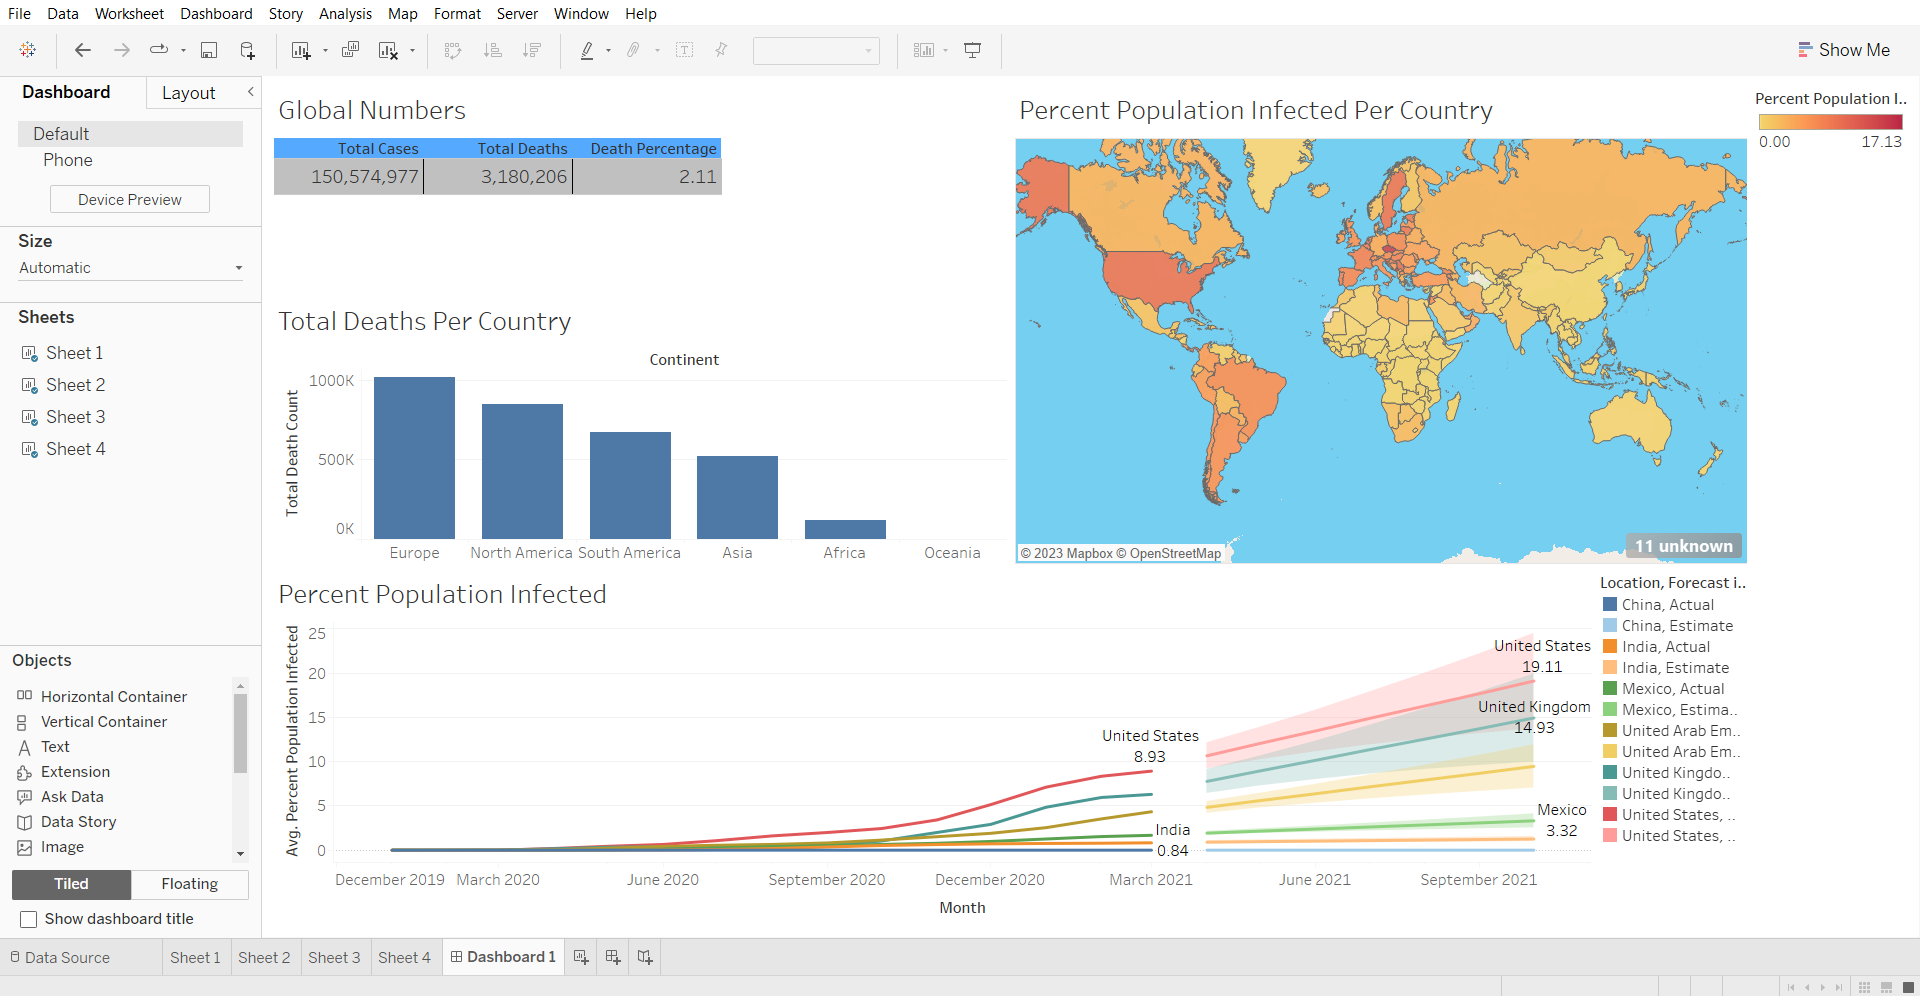 File Data Worksheet Dashboard Story Analysis Map Format Server Window Help
Show Me
Dashboard Layout
Default
Phone
Device Preview
Size
Automatic
Sheets
Sheet 1
Sheet 2
Sheet 3
Sheet 4
Objects
Horizontal Container
Vertical Container
Text
Extension
Ask Data
Data Story
Image
Tiled Floating
Show dashboard title
Global Numbers
Total Cases Total Deaths Death Percentage
150,574,977 3,180,206 2.11
Total Deaths Per Country
Continent
Total Death Count
1000K
500K
0K
Europe North America South America Asia Africa Oceania
Percent Population Infected Per Country
© 2023 Mapbox © OpenStreetMap
11 unknown
Percent Population I..
0.00 17.13
Percent Population Infected
Avg. Percent Population Infected
25
20
15
10
5
0
United States
8.93
India
0.84
United States
19.11
United Kingdom
14.93
Mexico
3.32
December 2019 March 2020 June 2020 September 2020 December 2020 March 2021 June 2021 September 2021
Month
Location, Forecast i..
China, Actual
China, Estimate
India, Actual
India, Estimate
Mexico, Actual
Mexico, Estima..
United Arab Em..
United Arab Em..
United Kingdo..
United Kingdo..
United States, ..
United States, ..
Data Source Sheet 1 Sheet 2 Sheet 3 Sheet 4 Dashboard 1